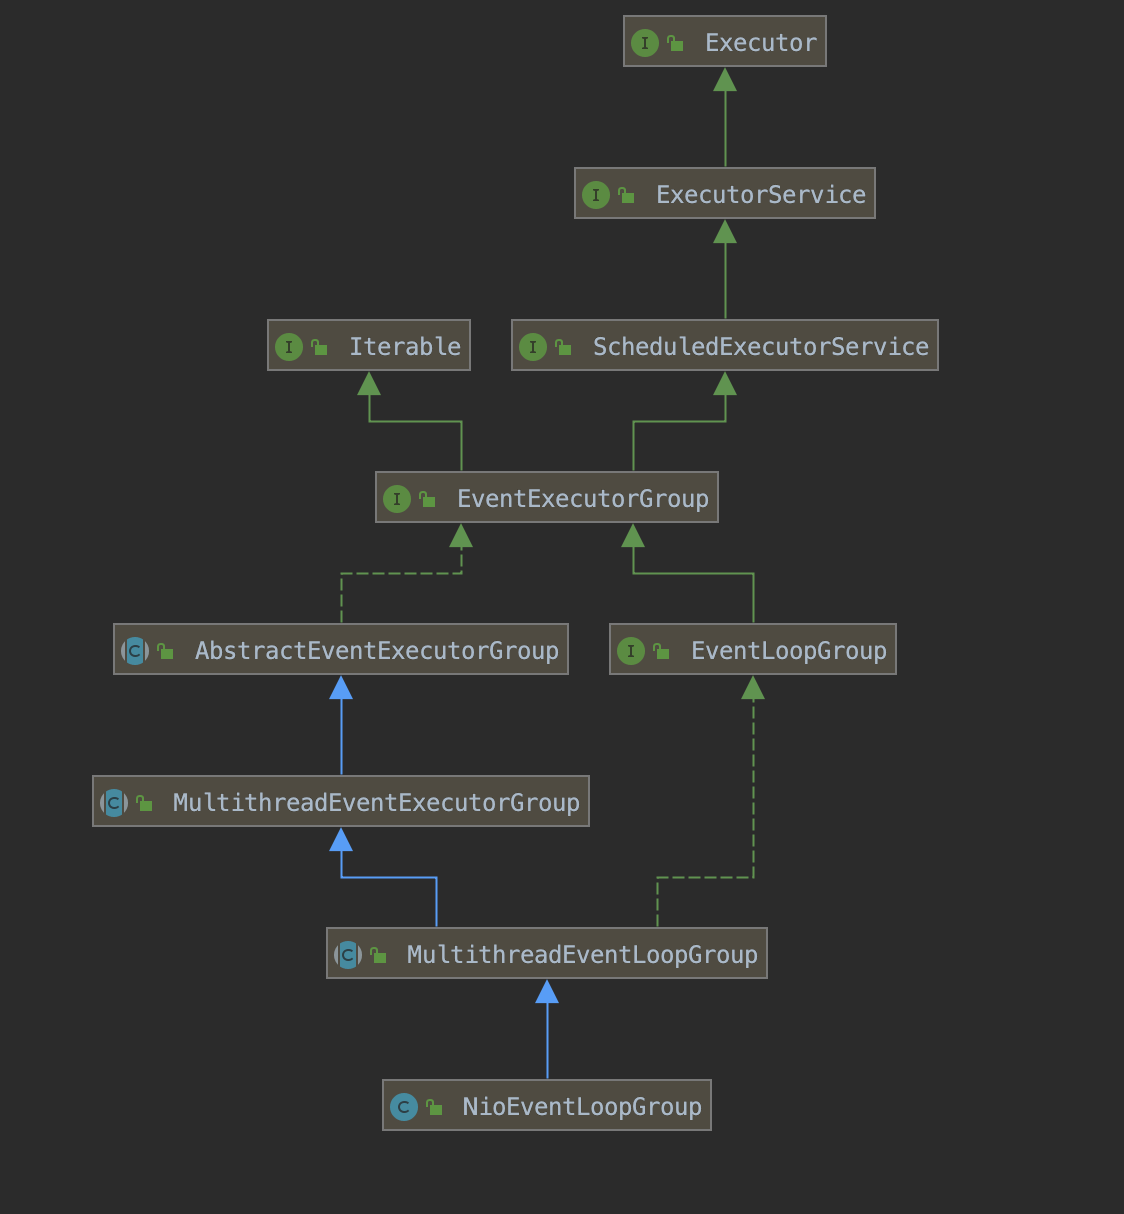 I Executor
I ExecutorService
I Iterable
I ScheduledExecutorService
I EventExecutorGroup
C AbstractEventExecutorGroup
I EventLoopGroup
C MultithreadEventExecutorGroup
C MultithreadEventLoopGroup
C NioEventLoopGroup